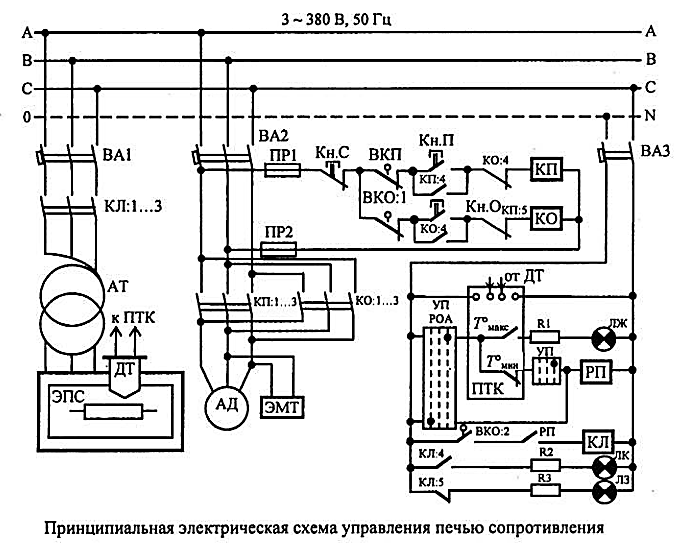 3 ~ 380 В, 50 Гц
А А
В В
С С
0 N
ВА1
ВА2
ВА3
ПР1
Кн.С
ВКП
Кн.П
КП:4
КО:4
КП
ВКО:1
КО:4
Кн.О
КП:5
КО
КЛ:1...3
ПР2
АТ
к ПТК
ДТ
ЭПС
КП:1...3
КО:1...3
АД
ЭМТ
УП
РОА
от ДТ
T°макс
R1
ЛЖ
T°мин
УП
РП
ПТК
ВКО:2
РП
КЛ
КЛ:4
R2
ЛК
КЛ:5
R3
ЛЗ
Принципиальная электрическая схема управления печью сопротивления